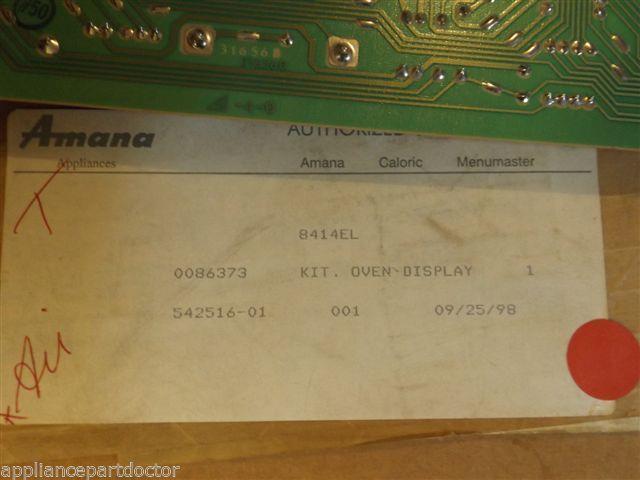 31656
Amana AUTHORIZED
Appliances Amana Caloric Menumaster
8414EL
0086373 KIT. OVEN DISPLAY 1
542516-01 001 09/25/98
appliancepartdoctor